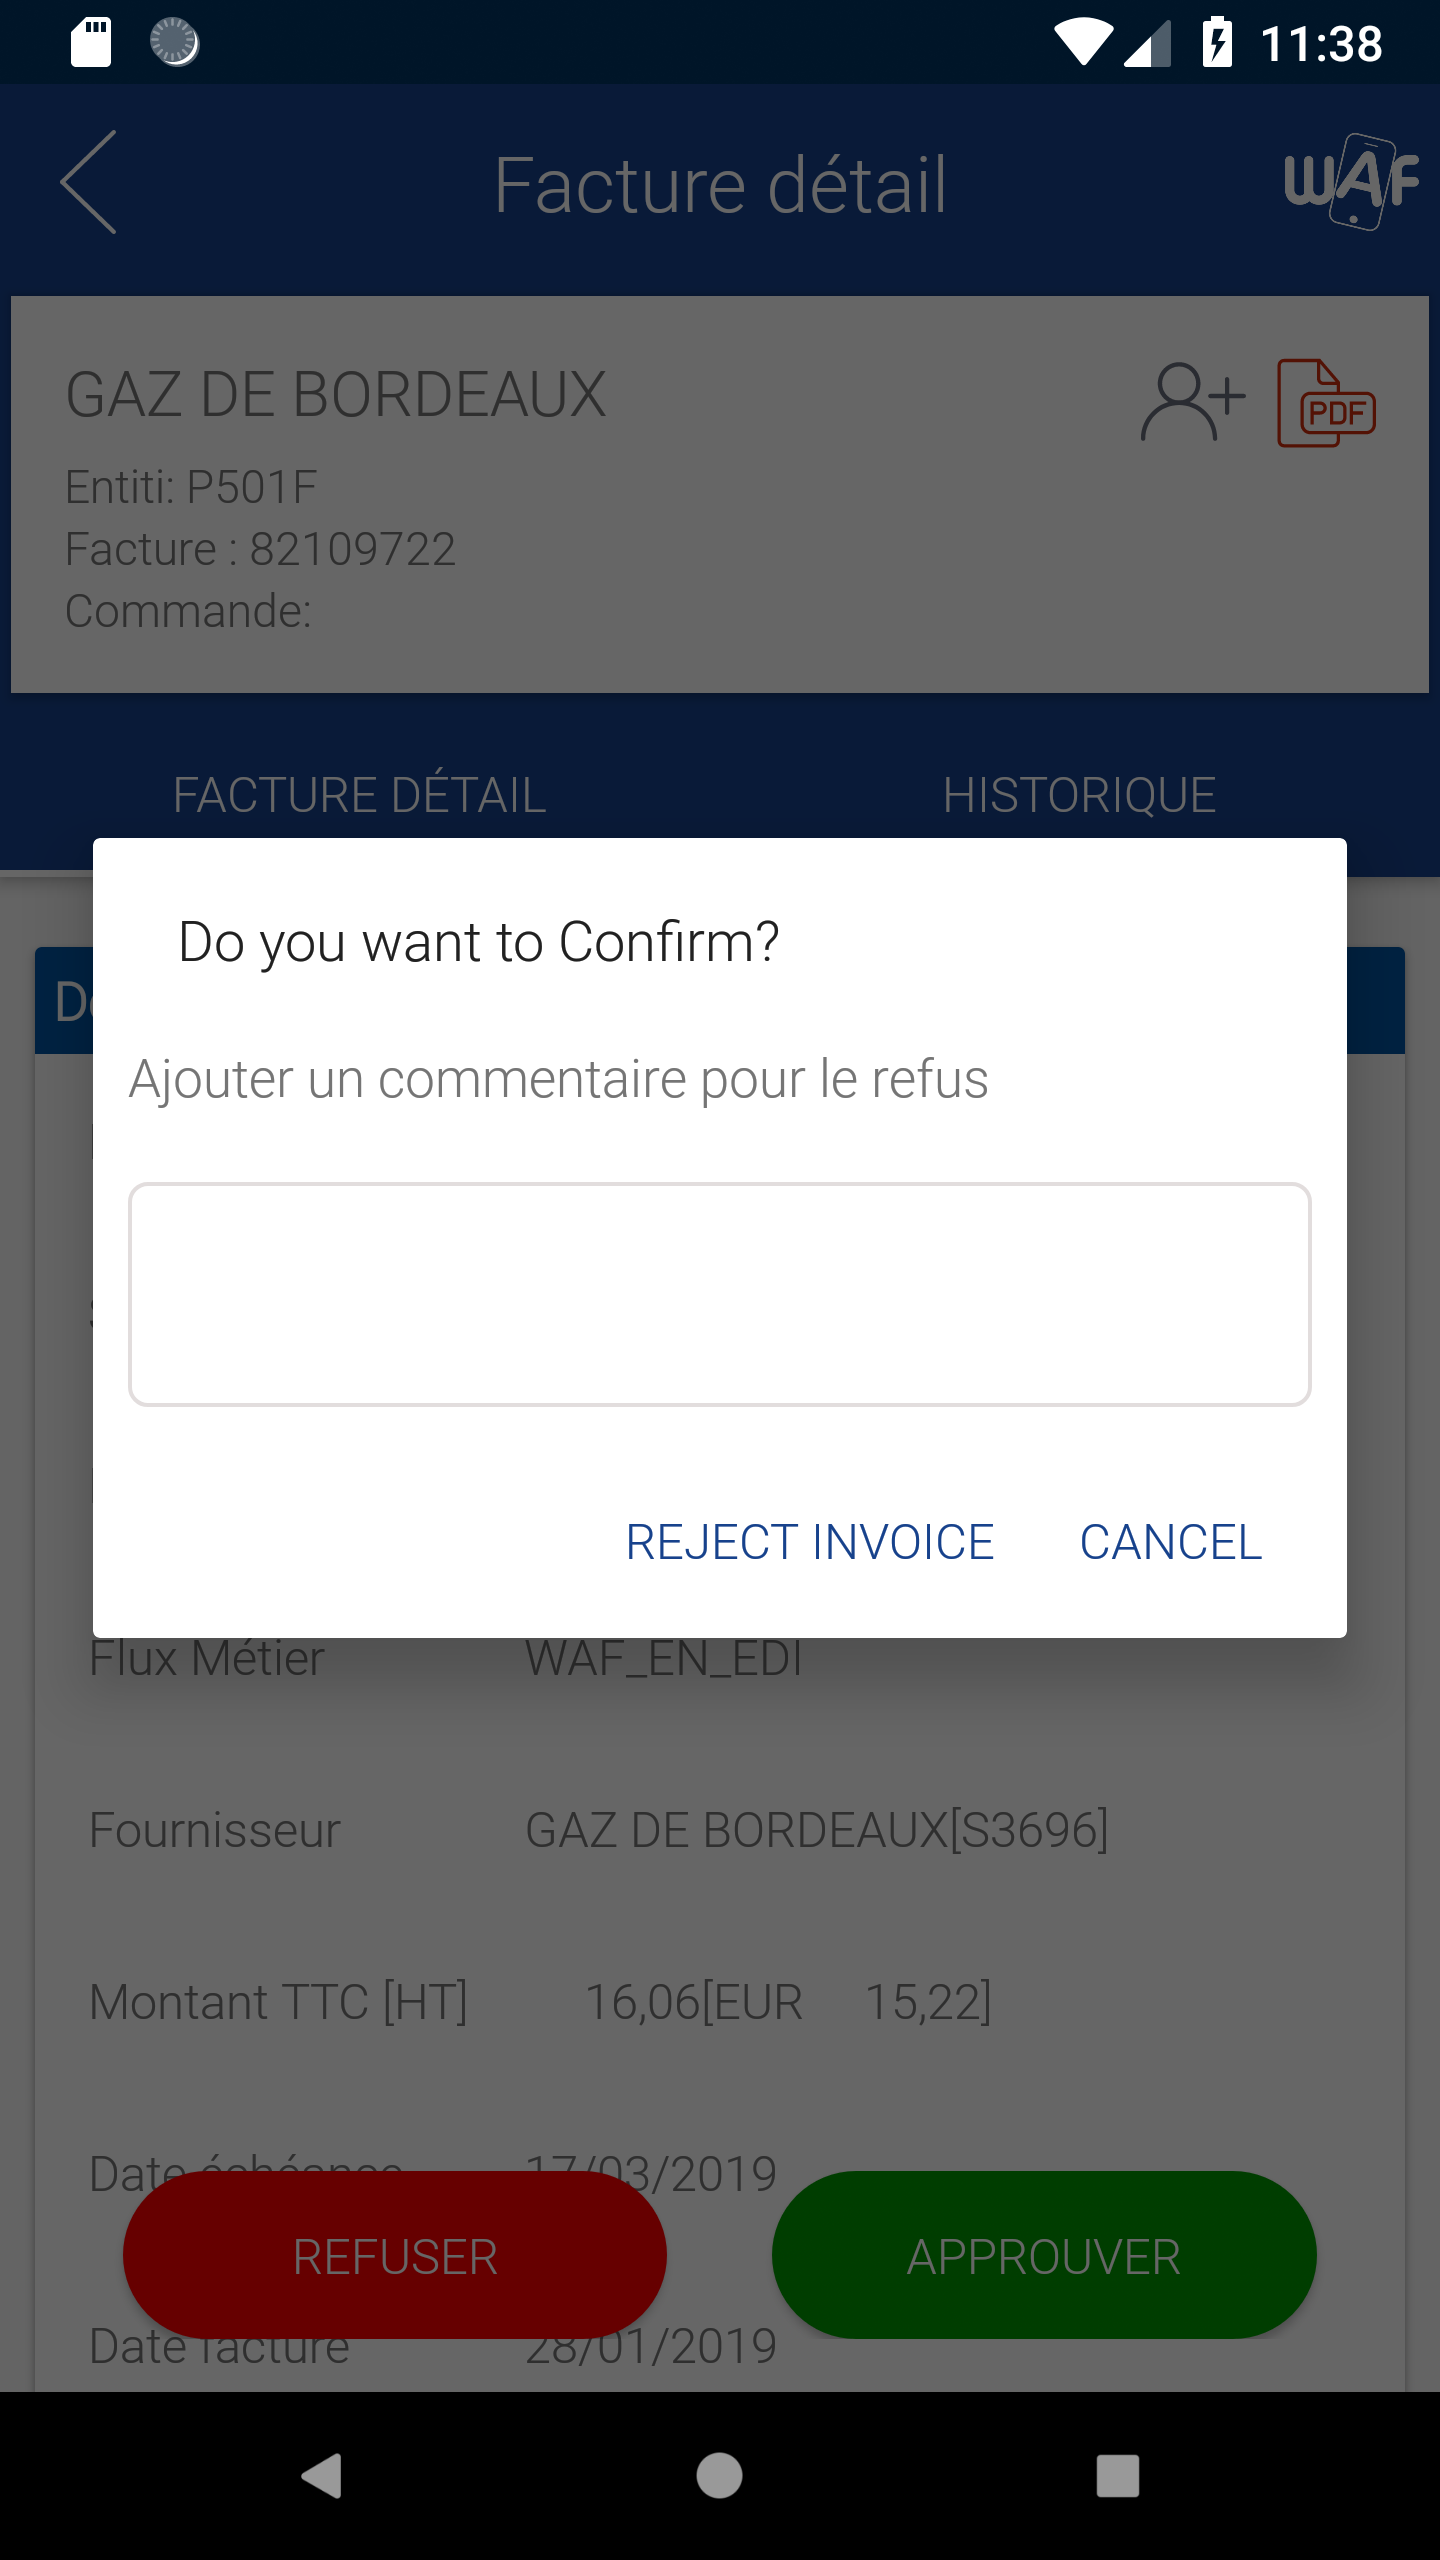 11:38
Facture détail
WAF
GAZ DE BORDEAUX
PDF
Entiti: P501F
Facture : 82109722
Commande:
FACTURE DÉTAIL HISTORIQUE
Do you want to Confirm?
Ajouter un commentaire pour le refus
REJECT INVOICE CANCEL
Flux Métier WAF_EN_EDI
Fournisseur GAZ DE BORDEAUX[S3696]
Montant TTC [HT] 16,06[EUR 15,22]
Date échéance 17/03/2019
REFUSER APPROUVER
Date facture 28/01/2019